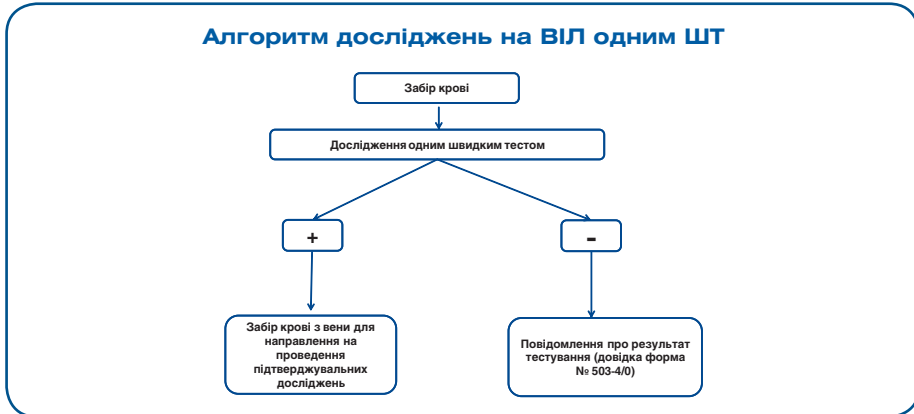 Алгоритм досліджень на ВІЛ одним ШТ
Забір крові
Дослідження одним швидким тестом
+
-
Забір крові з вени для
направлення на
проведення
підтверджувальних
досліджень
Повідомлення про результат
тестування (довідка форма
№ 503-4/0)